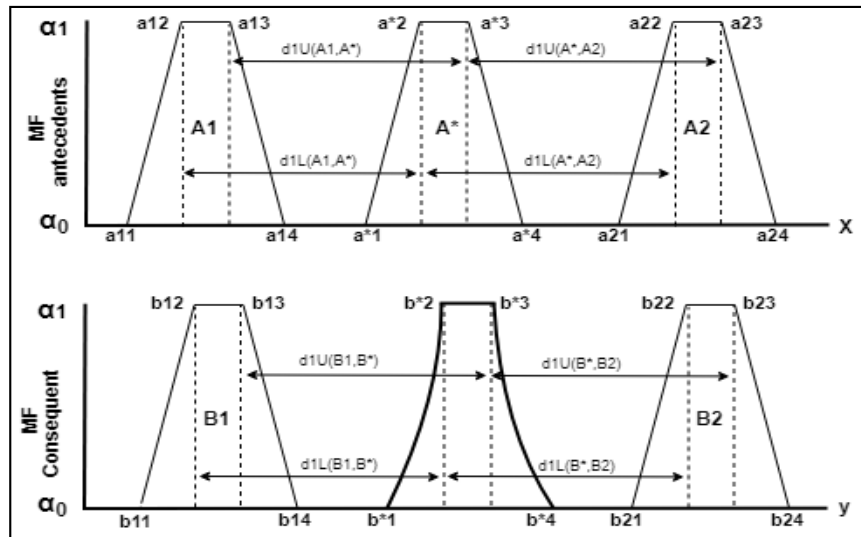 α1 a12 a13 a*2 a*3 a22 a23
d1U(A1,A*) d1U(A*,A2)
MF antecedents
A1 A* A2
d1L(A1,A*) d1L(A*,A2)
α0
a11 a14 a*1 a*4 a21 a24 X
α1 b12 b13 b*2 b*3 b22 b23
d1U(B1,B*) d1U(B*,B2)
MF Consequent
B1 B2
d1L(B1,B*) d1L(B*,B2)
α0
b11 b14 b*1 b*4 b21 b24 y